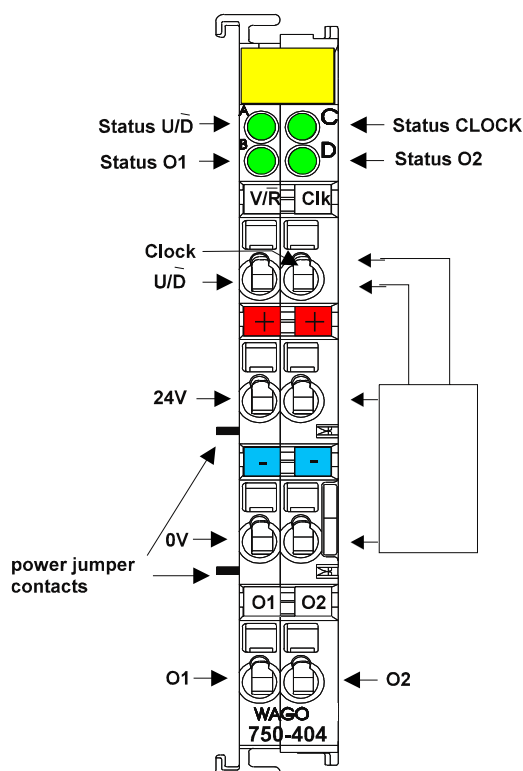 A
C
Status U/D̅
Status CLOCK
B
D
Status O1
Status O2
V/R̅
Clk
Clock
U/D̅
+
+
24V
-
-
0V
power jumper
contacts
O1
O2
O1
O2
WAGO
750-404